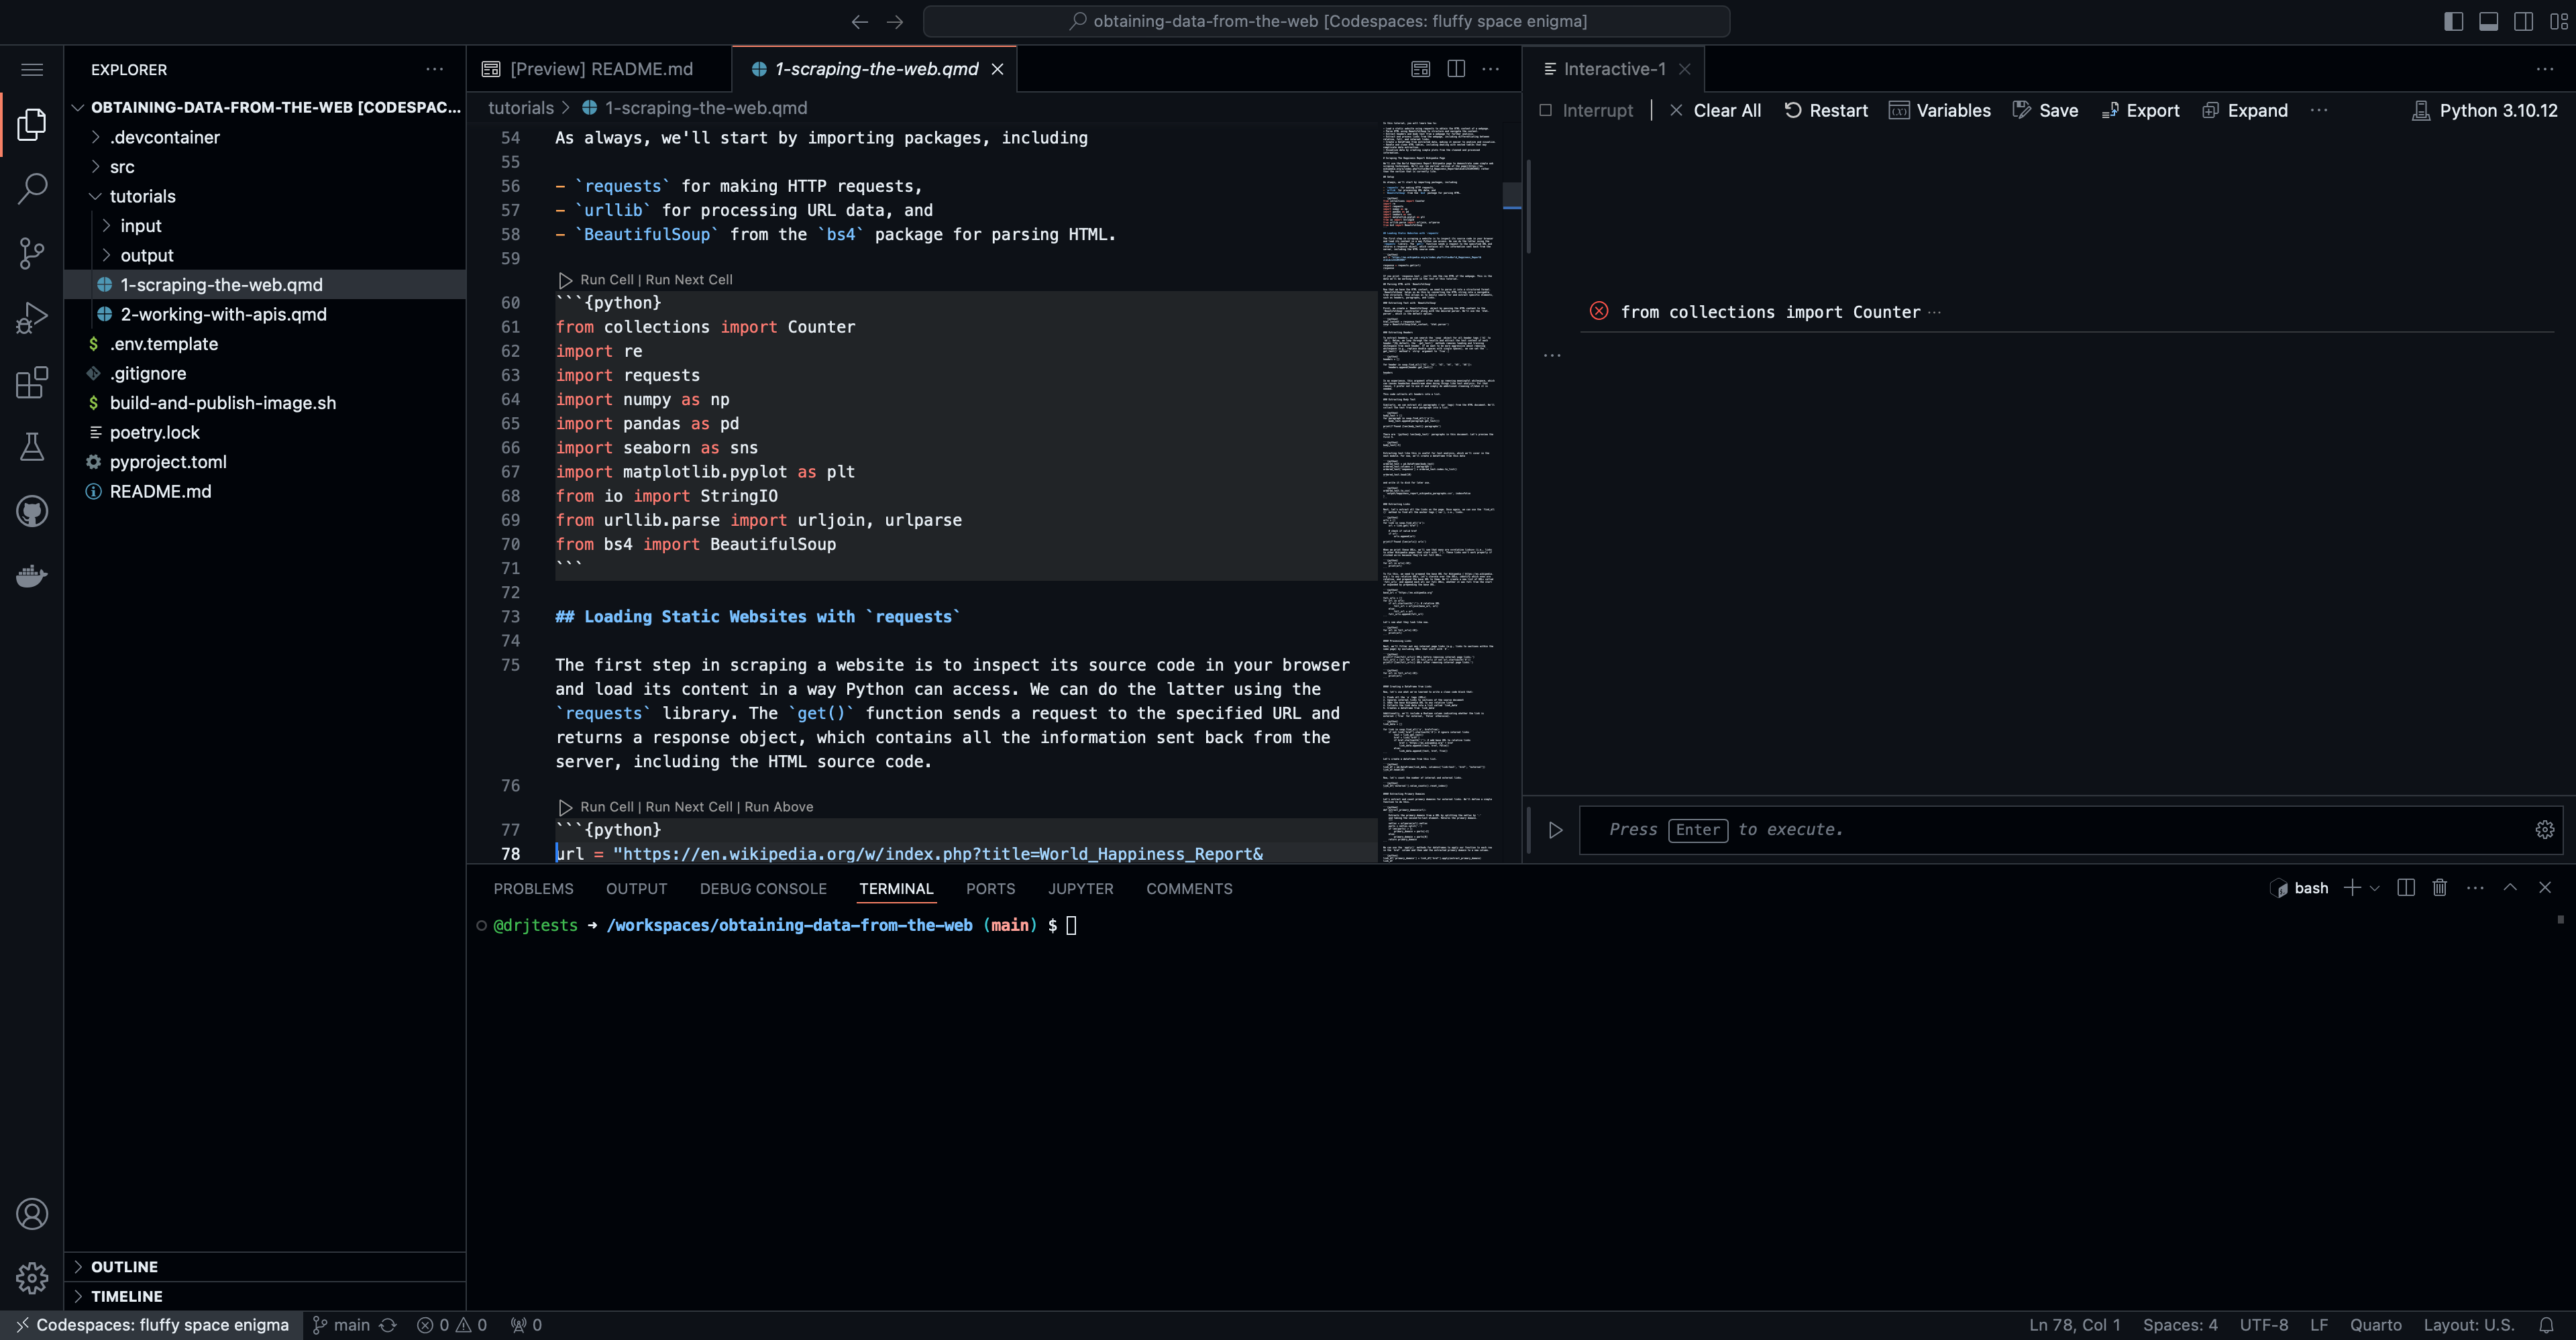 obtaining-data-from-the-web [Codespaces: fluffy space enigma]
EXPLORER
OBTAINING-DATA-FROM-THE-WEB [CODESPAC...
.devcontainer
src
tutorials
input
output
1-scraping-the-web.qmd
2-working-with-apis.qmd
$ .env.template
.gitignore
$ build-and-publish-image.sh
poetry.lock
pyproject.toml
README.md
OUTLINE
TIMELINE
[Preview] README.md
1-scraping-the-web.qmd
tutorials > 1-scraping-the-web.qmd
54 As always, we'll start by importing packages, including
55
56 - `requests` for making HTTP requests,
57 - `urllib` for processing URL data, and
58 - `BeautifulSoup` from the `bs4` package for parsing HTML.
59
Run Cell | Run Next Cell
60 ```{python}
61 from collections import Counter
62 import re
63 import requests
64 import numpy as np
65 import pandas as pd
66 import seaborn as sns
67 import matplotlib.pyplot as plt
68 from io import StringIO
69 from urllib.parse import urljoin, urlparse
70 from bs4 import BeautifulSoup
71 ```
72
73 ## Loading Static Websites with `requests`
74
75 The first step in scraping a website is to inspect its source code in your browser
and load its content in a way Python can access. We can do the latter using the
`requests` library. The `get()` function sends a request to the specified URL and
returns a response object, which contains all the information sent back from the
server, including the HTML source code.
76
Run Cell | Run Next Cell | Run Above
77 ```{python}
78 url = "https://en.wikipedia.org/w/index.php?title=World_Happiness_Report&
Interactive-1
Interrupt | Clear All Restart Variables Save Export Expand ... Python 3.10.12
from collections import Counter ...
...
Press Enter to execute.
PROBLEMS OUTPUT DEBUG CONSOLE TERMINAL PORTS JUPYTER COMMENTS
bash
@drjtests → /workspaces/obtaining-data-from-the-web (main) $
Codespaces: fluffy space enigma main 0 0 0
Ln 78, Col 1 Spaces: 4 UTF-8 LF Quarto Layout: U.S.